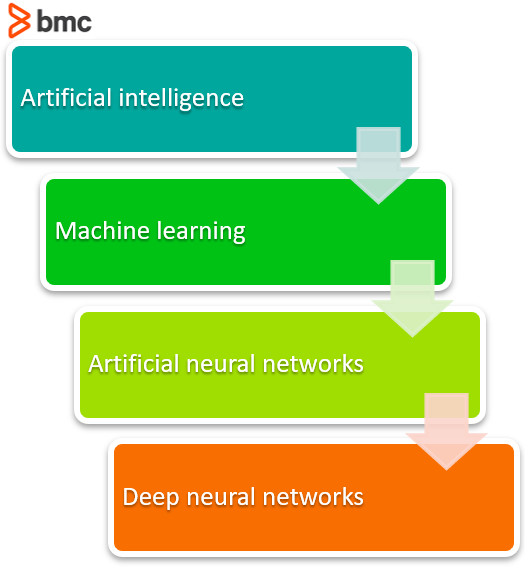 bmc
Artificial intelligence
Machine learning
Artificial neural networks
Deep neural networks